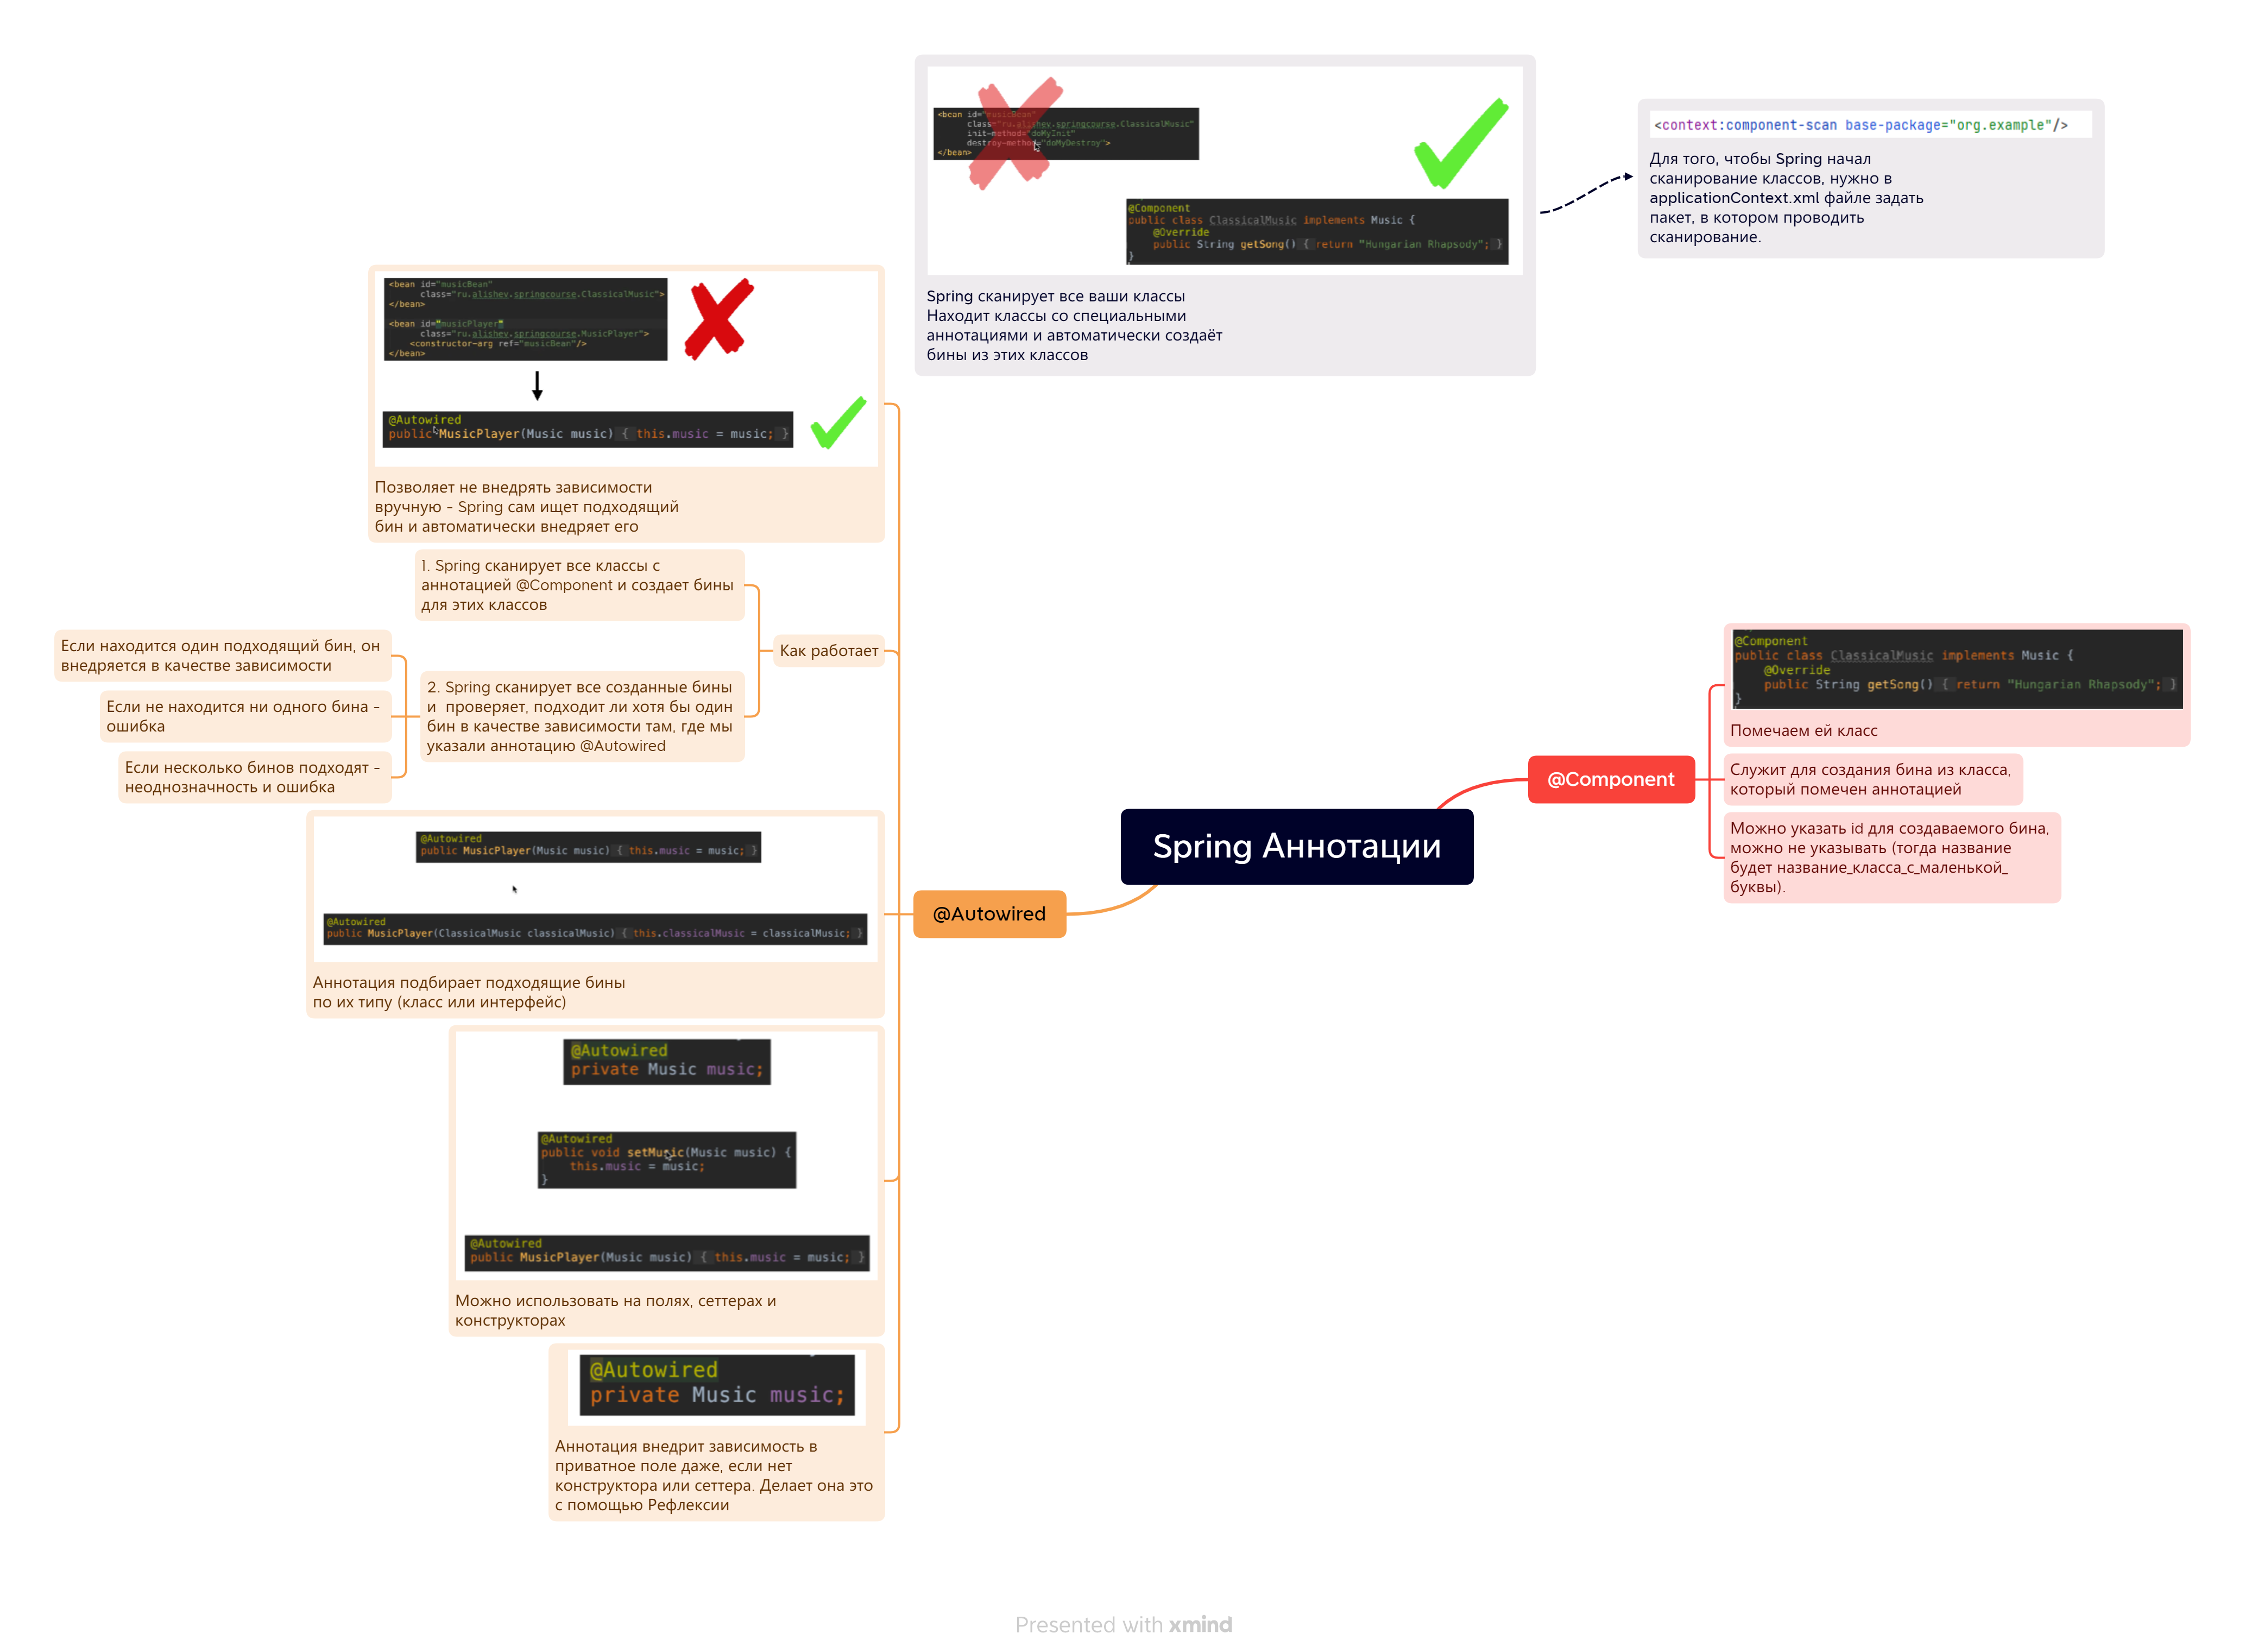 <bean id="musicBean"
class="ru.alishev.springcourse.ClassicalMusic"
init-method="doMyInit"
destroy-method="doMyDestroy">
</bean>
@Component
public class ClassicalMusic implements Music {
@Override
public String getSong() { return "Hungarian Rhapsody"; }
}
Spring сканирует все ваши классы
Находит классы со специальными
аннотациями и автоматически создаёт
бины из этих классов
<context:component-scan base-package="org.example"/>
Для того, чтобы Spring начал
сканирование классов, нужно в
applicationContext.xml файле задать
пакет, в котором проводить
сканирование.
<bean id="musicBean"
class="ru.alishev.springcourse.ClassicalMusic">
</bean>
<bean id="musicPlayer"
class="ru.alishev.springcourse.MusicPlayer">
<constructor-arg ref="musicBean"/>
</bean>
@Autowired
public MusicPlayer(Music music) { this.music = music; }
Позволяет не внедрять зависимости
вручную - Spring сам ищет подходящий
бин и автоматически внедряет его
1. Spring сканирует все классы с
аннотацией @Component и создает бины
для этих классов
Как работает
2. Spring сканирует все созданные бины
и  проверяет, подходит ли хотя бы один
бин в качестве зависимости там, где мы
указали аннотацию @Autowired
Если находится один подходящий бин, он
внедряется в качестве зависимости
Если не находится ни одного бина -
ошибка
Если несколько бинов подходят -
неоднозначность и ошибка
@Autowired
public MusicPlayer(Music music) { this.music = music; }
@Autowired
public MusicPlayer(ClassicalMusic classicalMusic) { this.classicalMusic = classicalMusic; }
Аннотация подбирает подходящие бины
по их типу (класс или интерфейс)
@Autowired
private Music music;
@Autowired
public void setMusic(Music music) {
this.music = music;
}
@Autowired
public MusicPlayer(Music music) { this.music = music; }
Можно использовать на полях, сеттерах и
конструкторах
@Autowired
private Music music;
Аннотация внедрит зависимость в
приватное поле даже, если нет
конструктора или сеттера. Делает она это
с помощью Рефлексии
@Autowired
Spring Аннотации
@Component
@Component
public class ClassicalMusic implements Music {
@Override
public String getSong() { return "Hungarian Rhapsody"; }
}
Помечаем ей класс
Служит для создания бина из класса,
который помечен аннотацией
Можно указать id для создаваемого бина,
можно не указывать (тогда название
будет название_класса_с_маленькой_
буквы).
Presented with xmind